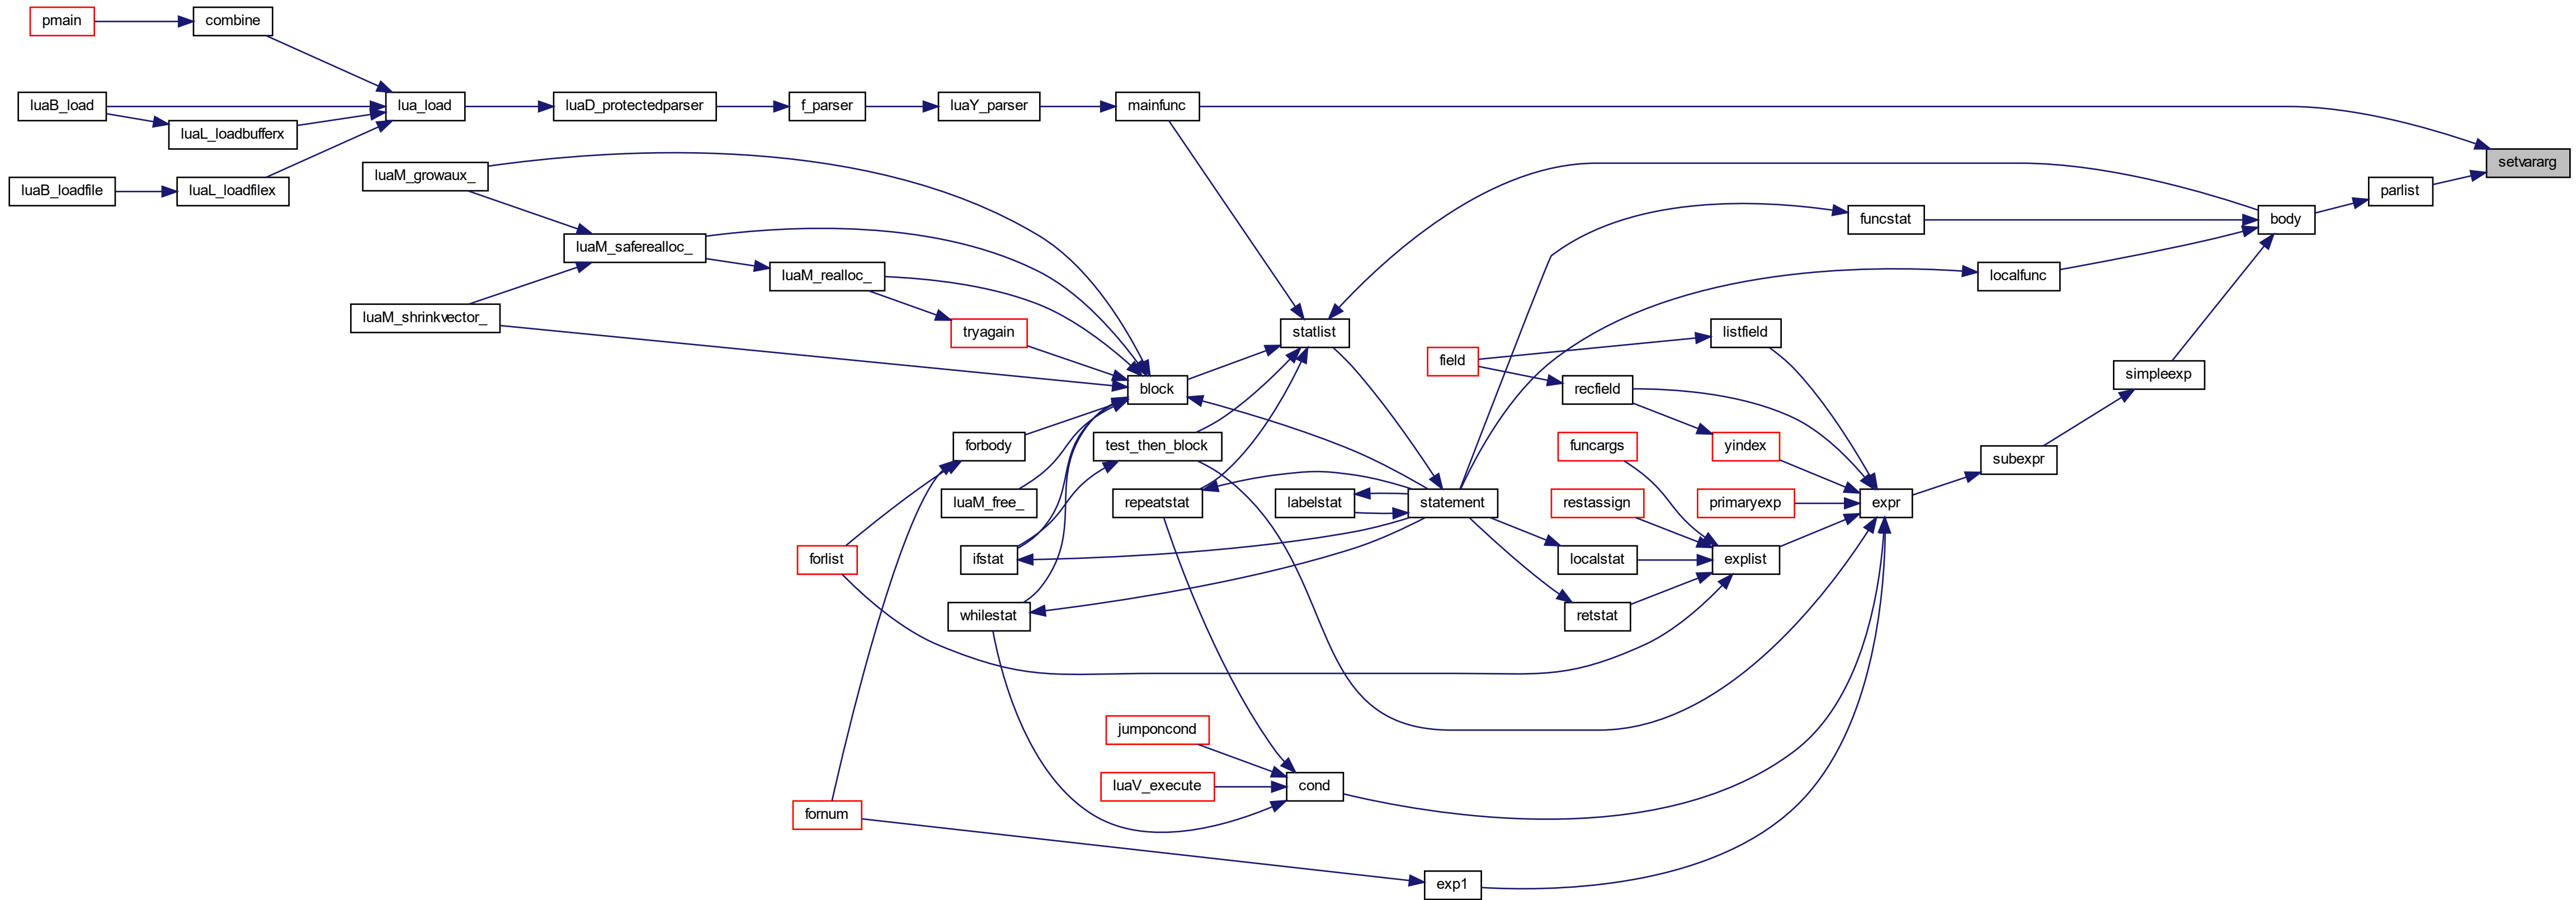 pmain
combine
luaB_load
lua_load
luaD_protectedparser
f_parser
luaY_parser
mainfunc
luaL_loadbufferx
setvararg
luaM_growaux_
luaB_loadfile
luaL_loadfilex
parlist
funcstat
body
luaM_saferealloc_
luaM_realloc_
localfunc
luaM_shrinkvector_
tryagain
statlist
listfield
field
block
recfield
simpleexp
forbody
test_then_block
funcargs
yindex
subexpr
luaM_free_
repeatstat
labelstat
statement
restassign
primaryexp
expr
forlist
ifstat
localstat
explist
whilestat
retstat
jumponcond
luaV_execute
cond
fornum
exp1